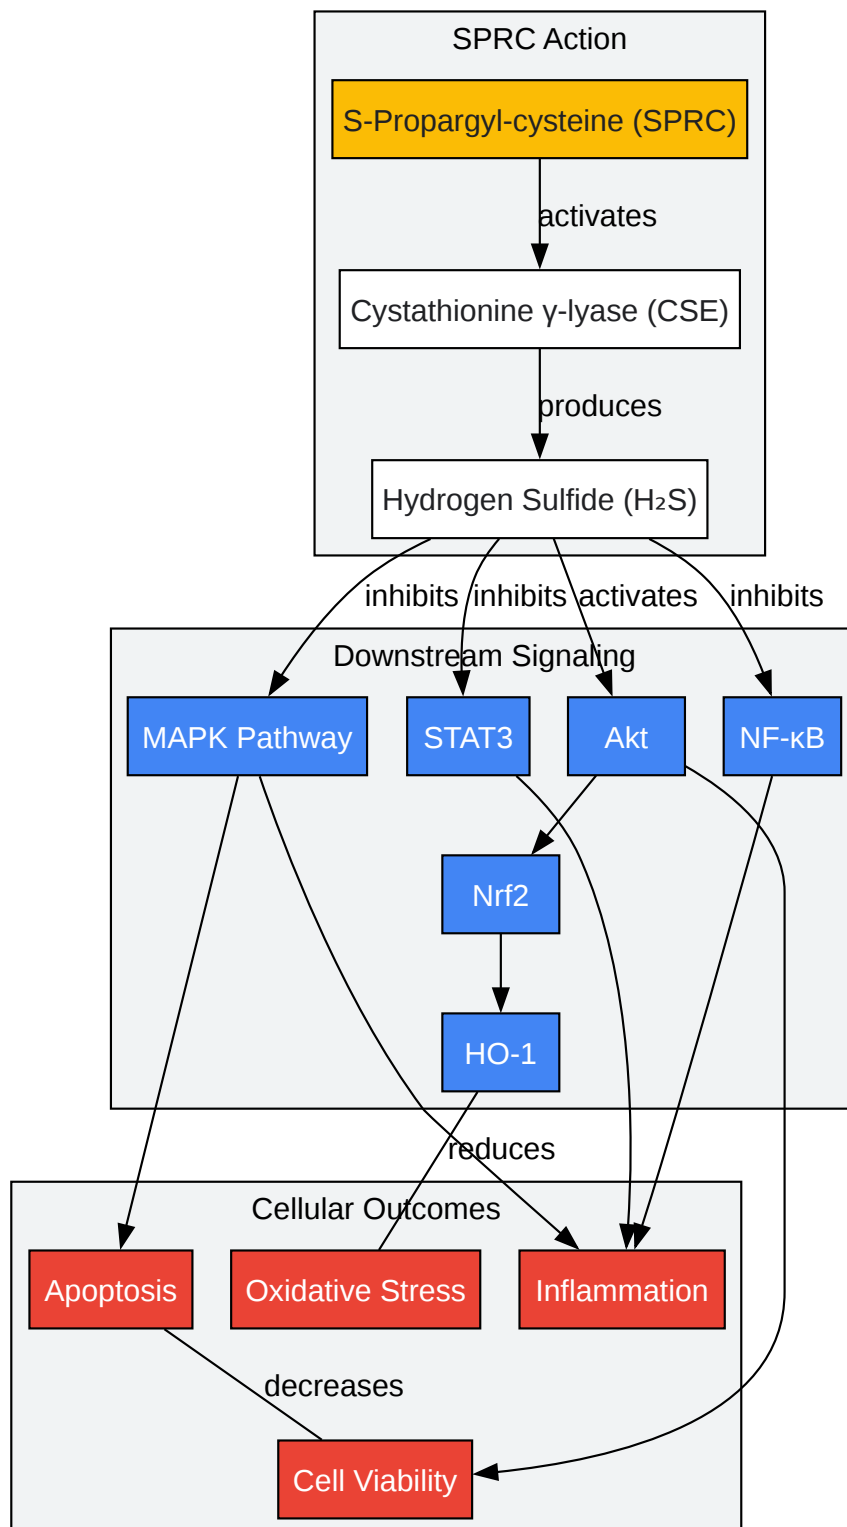 SPRC Action
S-Propargyl-cysteine (SPRC)
activates
Cystathionine γ-lyase (CSE)
produces
Hydrogen Sulfide (H₂S)
inhibits
inhibits
activates
inhibits
Downstream Signaling
MAPK Pathway
STAT3
Akt
NF-κB
Nrf2
HO-1
reduces
Cellular Outcomes
Apoptosis
Oxidative Stress
Inflammation
decreases
Cell Viability